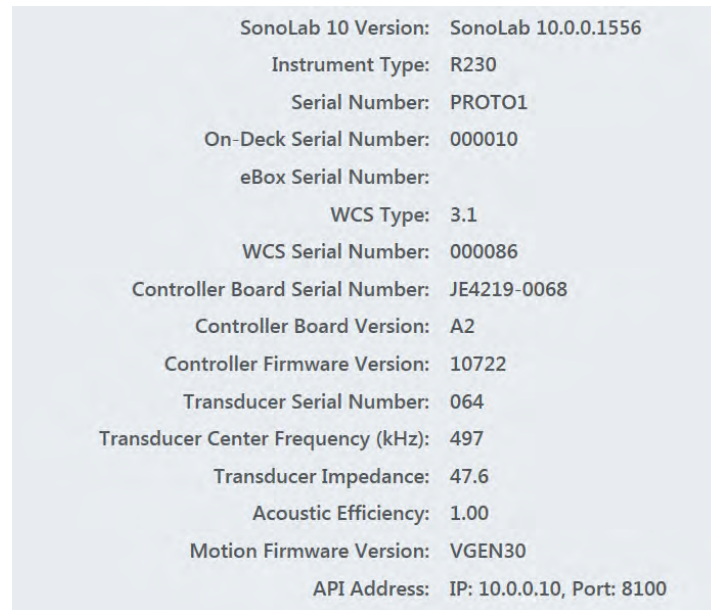 SonoLab 10 Version: SonoLab 10.0.0.1556
Instrument Type: R230
Serial Number: PROTO1
On-Deck Serial Number: 000010
eBox Serial Number:
WCS Type: 3.1
WCS Serial Number: 000086
Controller Board Serial Number: JE4219-0068
Controller Board Version: A2
Controller Firmware Version: 10722
Transducer Serial Number: 064
Transducer Center Frequency (kHz): 497
Transducer Impedance: 47.6
Acoustic Efficiency: 1.00
Motion Firmware Version: VGEN30
API Address: IP: 10.0.0.10, Port: 8100